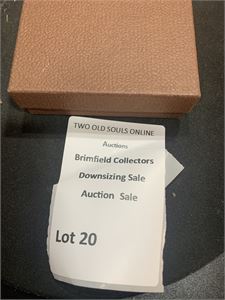 TWO OLD SOULS ONLINE
Auctions
Brimfield Collectors
Downsizing Sale
Auction Sale
Lot 20